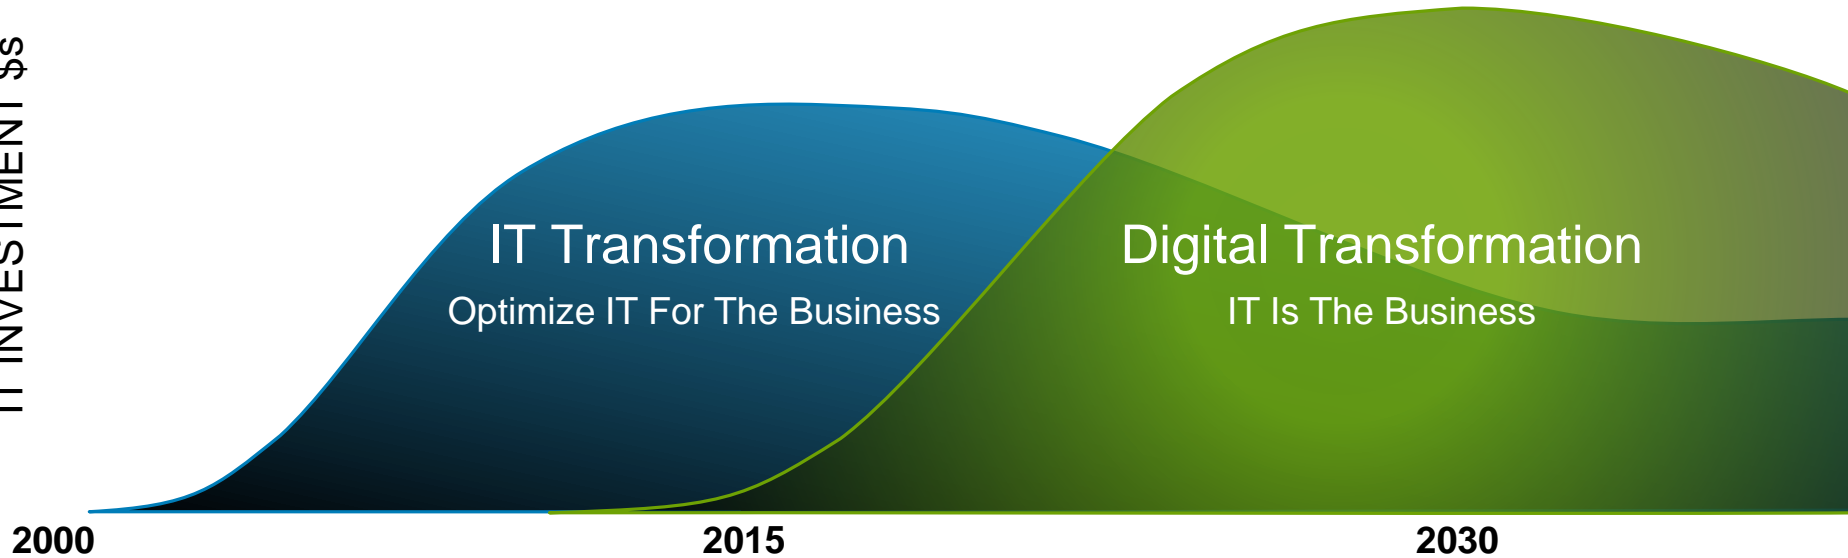 IT INVESTMENT $s
IT Transformation
Optimize IT For The Business
Digital Transformation
IT Is The Business
2000
2015
2030